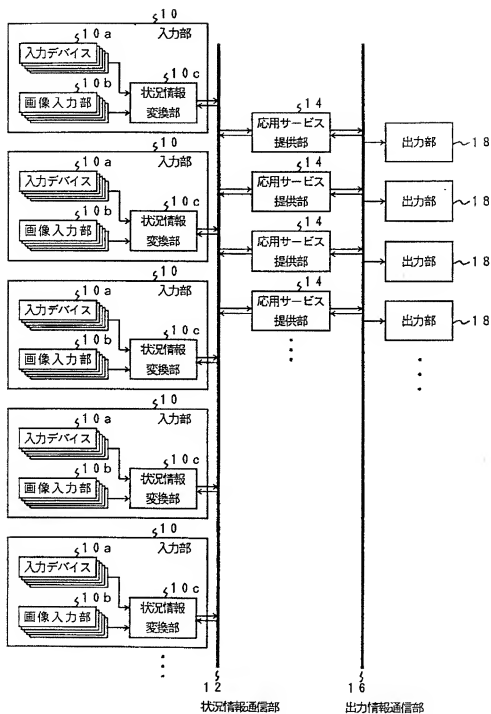 10
入力部
10a
入力デバイス
10b
画像入力部
10c
状況情報
変換部
10
入力部
10a
入力デバイス
10b
画像入力部
10c
状況情報
変換部
10
入力部
10a
入力デバイス
10b
画像入力部
10c
状況情報
変換部
10
入力部
10a
入力デバイス
10b
画像入力部
10c
状況情報
変換部
10
入力部
10a
入力デバイス
10b
画像入力部
10c
状況情報
変換部
14
応用サービス
提供部
14
応用サービス
提供部
14
応用サービス
提供部
14
応用サービス
提供部
出力部
18
出力部
18
出力部
18
出力部
18
12
状況情報通信部
16
出力情報通信部